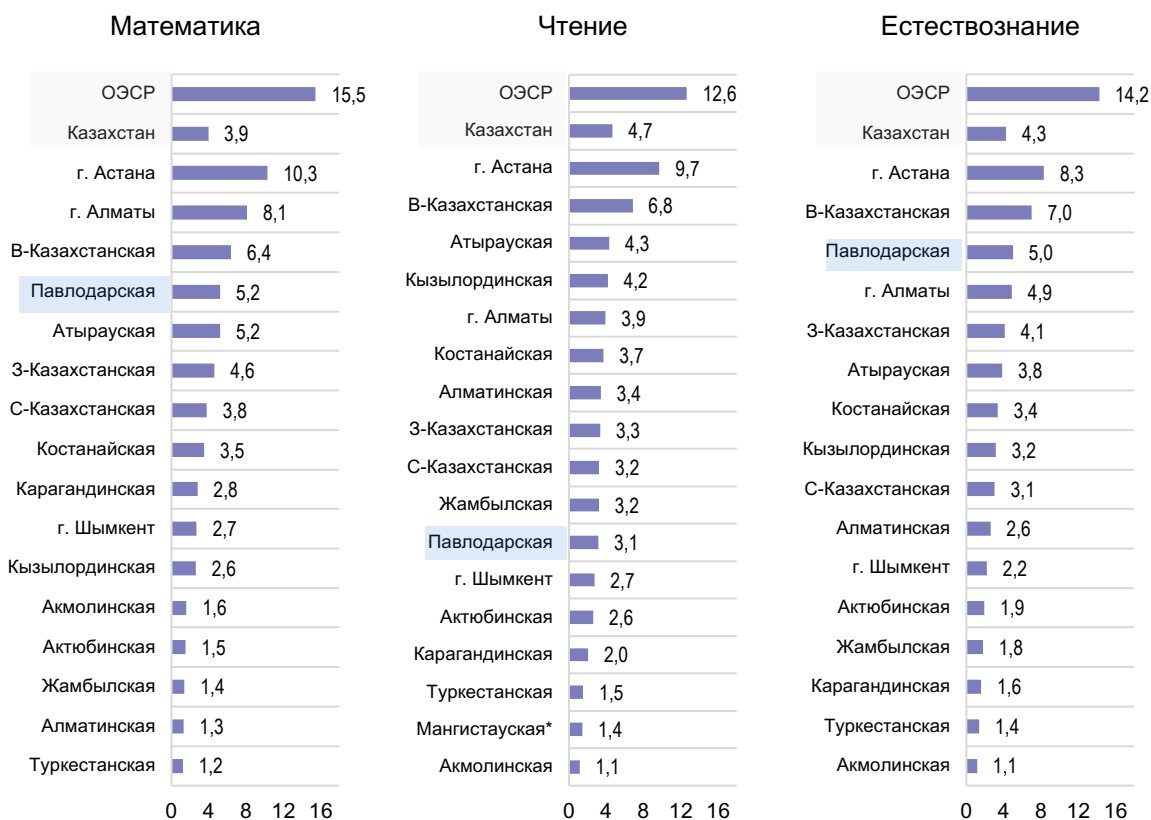 Математика
ОЭСР 15,5
Казахстан 3,9
г. Астана 10,3
г. Алматы 8,1
В-Казахстанская 6,4
Павлодарская 5,2
Атырауская 5,2
З-Казахстанская 4,6
С-Казахстанская 3,8
Костанайская 3,5
Карагандинская 2,8
г. Шымкент 2,7
Кызылординская 2,6
Акмолинская 1,6
Актюбинская 1,5
Жамбылская 1,4
Алматинская 1,3
Туркестанская 1,2
0 4 8 12 16
Чтение
ОЭСР 12,6
Казахстан 4,7
г. Астана 9,7
В-Казахстанская 6,8
Атырауская 4,3
Кызылординская 4,2
г. Алматы 3,9
Костанайская 3,7
Алматинская 3,4
З-Казахстанская 3,3
С-Казахстанская 3,2
Жамбылская 3,2
Павлодарская 3,1
г. Шымкент 2,7
Актюбинская 2,6
Карагандинская 2,0
Туркестанская 1,5
Мангистауская* 1,4
Акмолинская 1,1
0 4 8 12 16
Естествознание
ОЭСР 14,2
Казахстан 4,3
г. Астана 8,3
В-Казахстанская 7,0
Павлодарская 5,0
г. Алматы 4,9
З-Казахстанская 4,1
Атырауская 3,8
Костанайская 3,4
Кызылординская 3,2
С-Казахстанская 3,1
Алматинская 2,6
г. Шымкент 2,2
Актюбинская 1,9
Жамбылская 1,8
Карагандинская 1,6
Туркестанская 1,4
Акмолинская 1,1
0 4 8 12 16